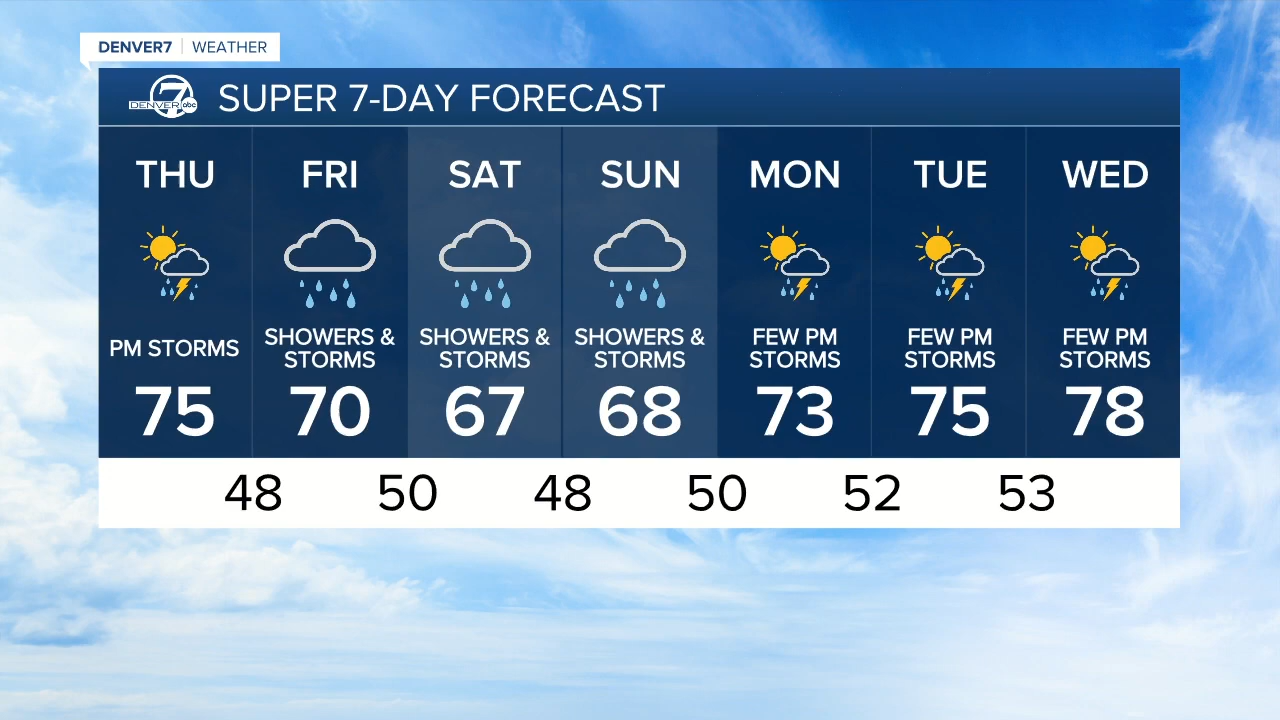 DENVER7 | WEATHER
7
DENVER abc
SUPER 7-DAY FORECAST
THU FRI SAT SUN MON TUE WED
PM STORMS
SHOWERS &
STORMS
SHOWERS &
STORMS
SHOWERS &
STORMS
FEW PM
STORMS
FEW PM
STORMS
FEW PM
STORMS
75 70 67 68 73 75 78
48 50 48 50 52 53